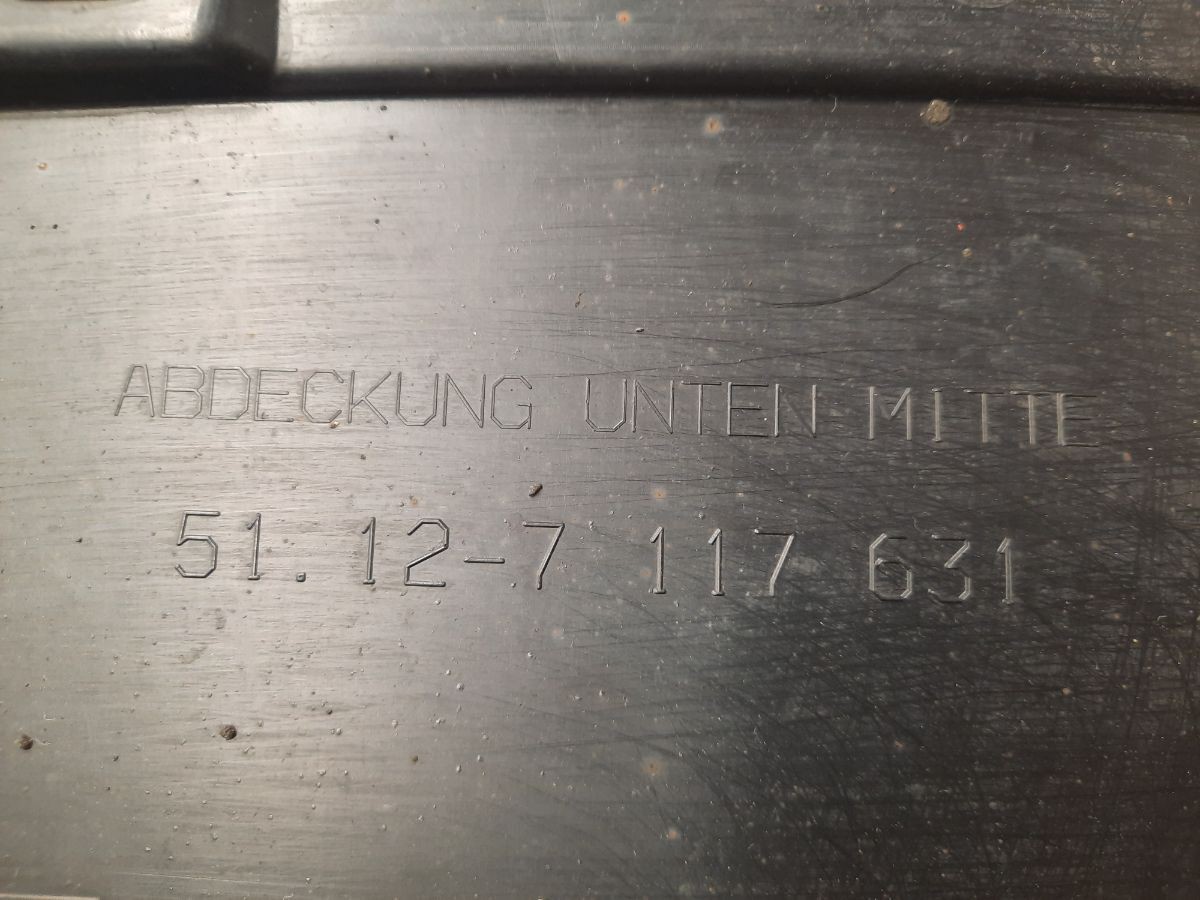 ABDECKUNG UNTEN MITTE
51.12-7 117 631